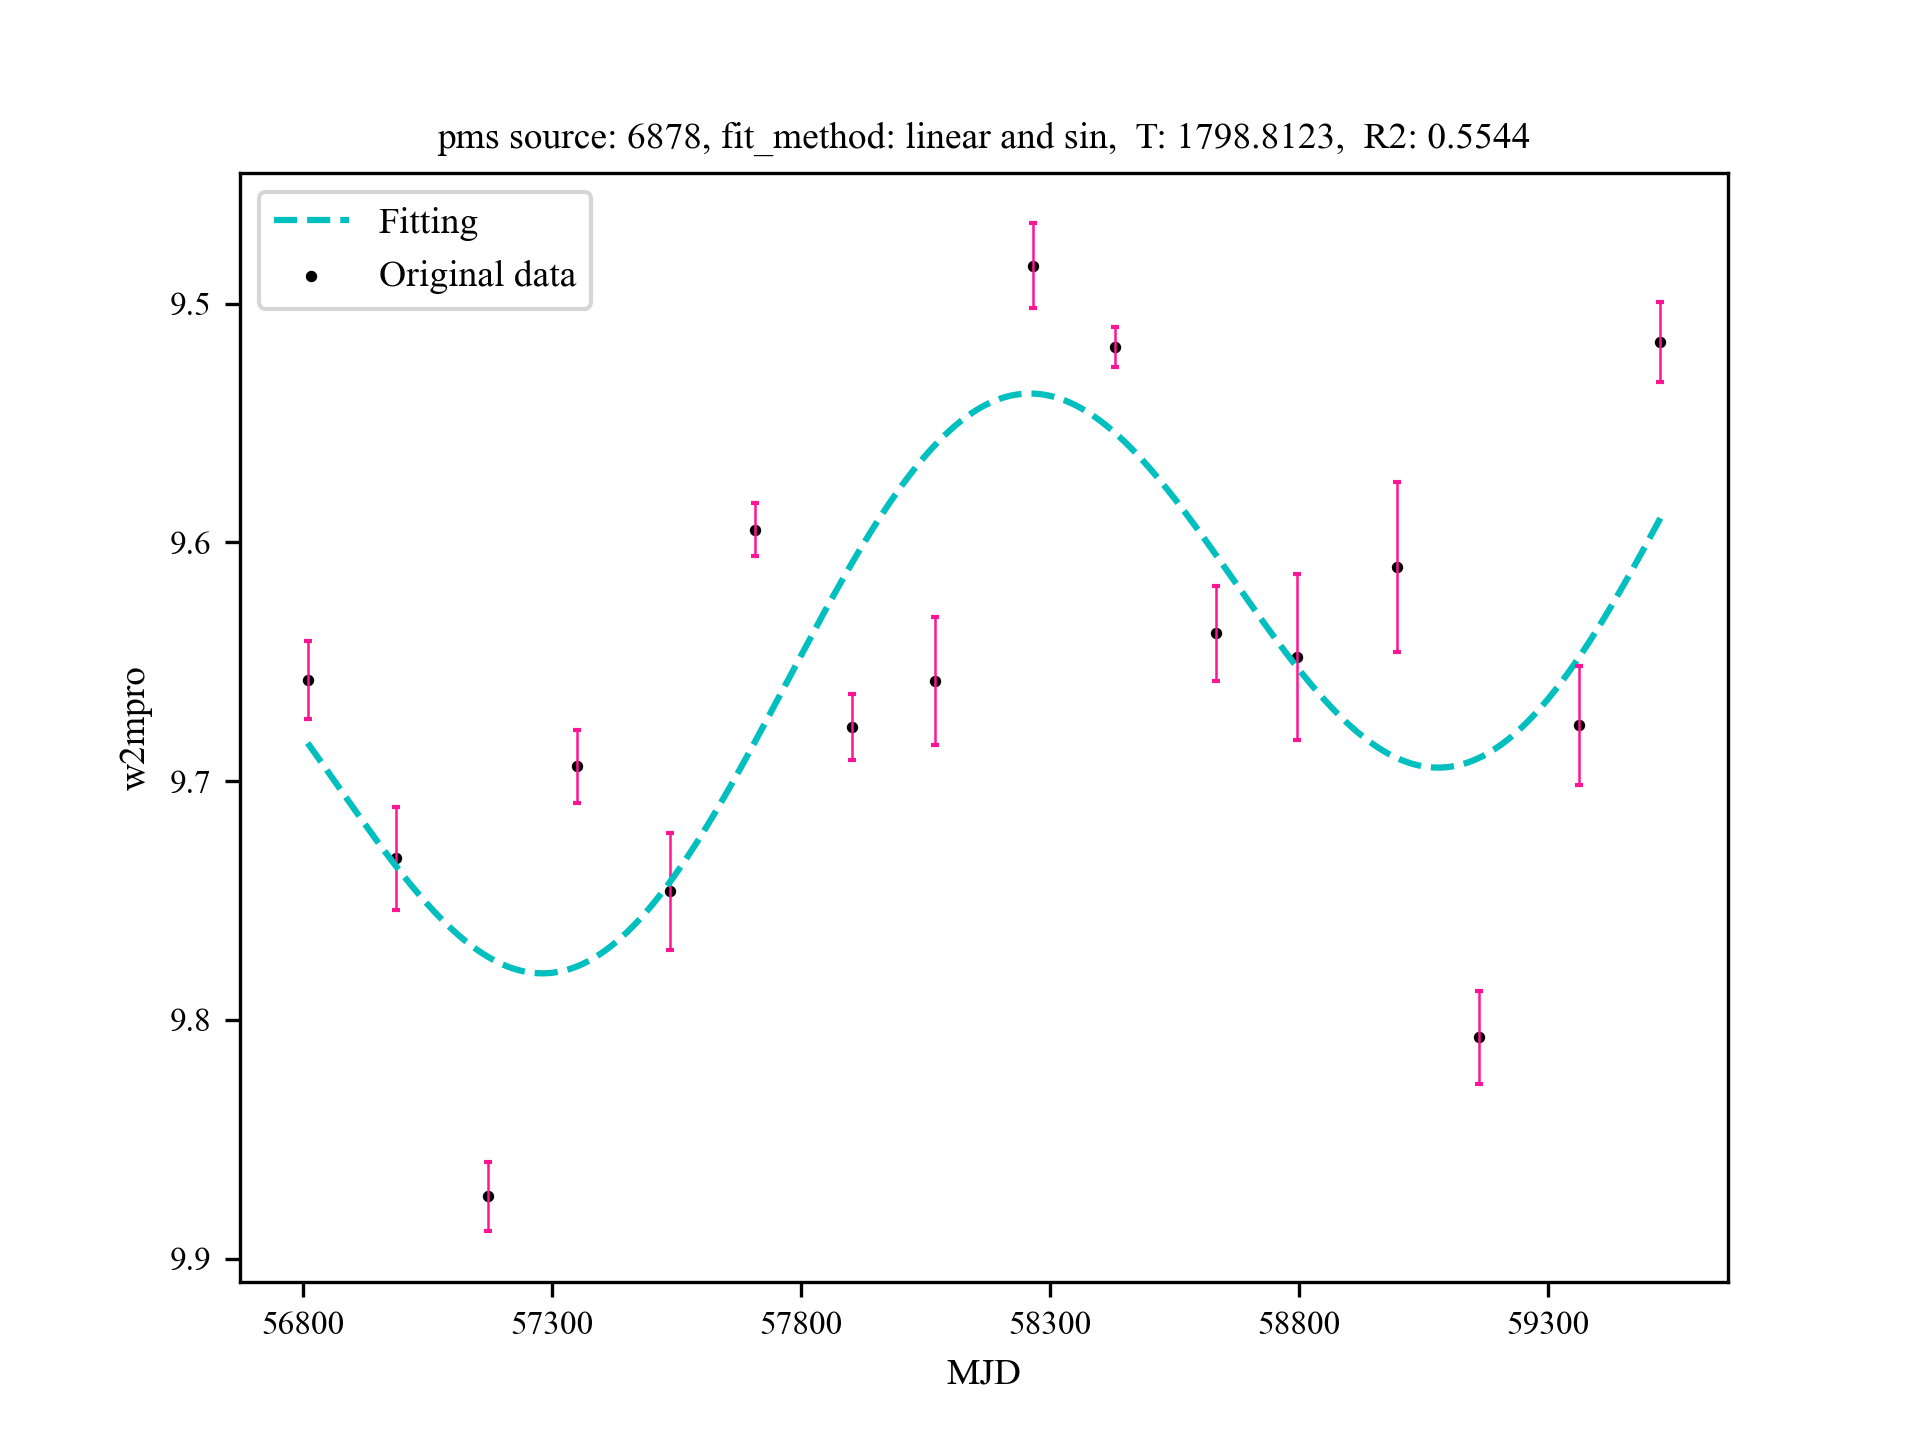 pms source: 6878, fit_method: linear and sin,  T: 1798.8123,  R2: 0.5544
Fitting
Original data
9.5
9.6
9.7
9.8
9.9
w2mpro
56800 57300 57800 58300 58800 59300
MJD